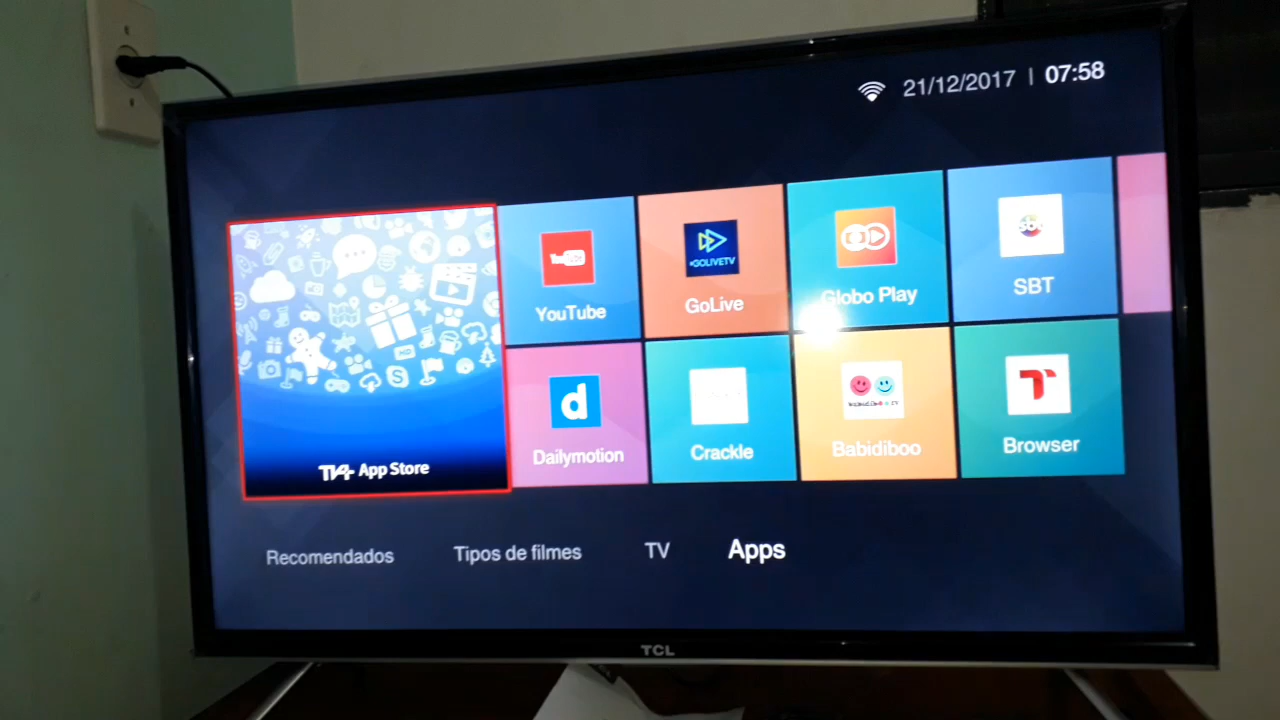 21/12/2017 | 07:58
YouTube
#GOLIVETV
GoLive
Globo Play
SBT
TV+ App Store
HD
d
Dailymotion
Crackle
Babidiboo
T
Browser
Recomendados
Tipos de filmes
TV
Apps
TCL